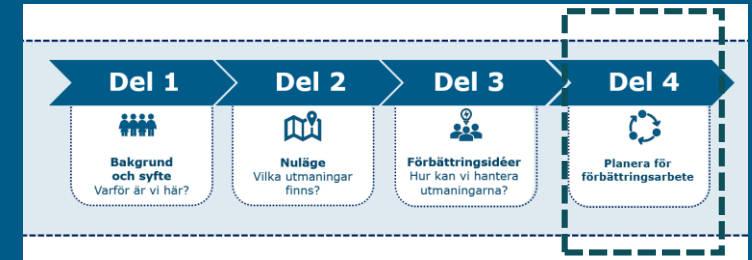 Del 1
Bakgrund
och syfte
Varför är vi här?
Del 2
Nuläge
Vilka utmaningar
finns?
Del 3
Förbättringsidéer
Hur kan vi hantera
utmaningarna?
Del 4
Planera för
förbättringsarbete